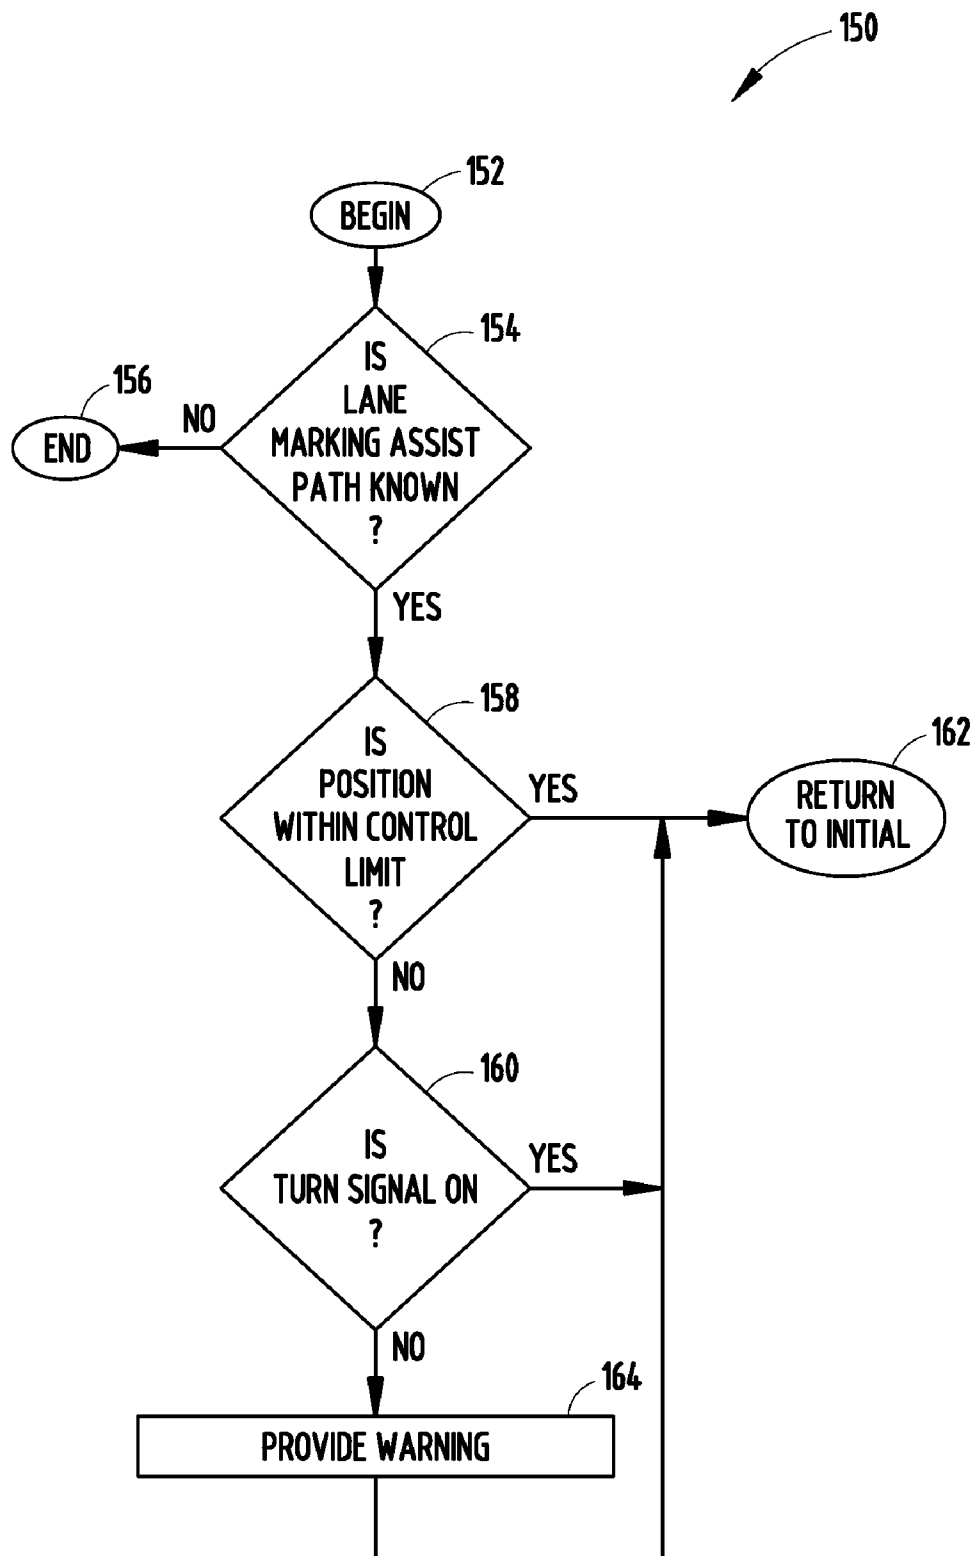 150
152
BEGIN
154
IS
LANE
MARKING ASSIST
PATH KNOWN
?
156
NO
END
YES
158
IS
POSITION
WITHIN CONTROL
LIMIT
?
YES
162
RETURN
TO INITIAL
NO
160
IS
TURN SIGNAL ON
?
YES
NO
164
PROVIDE WARNING